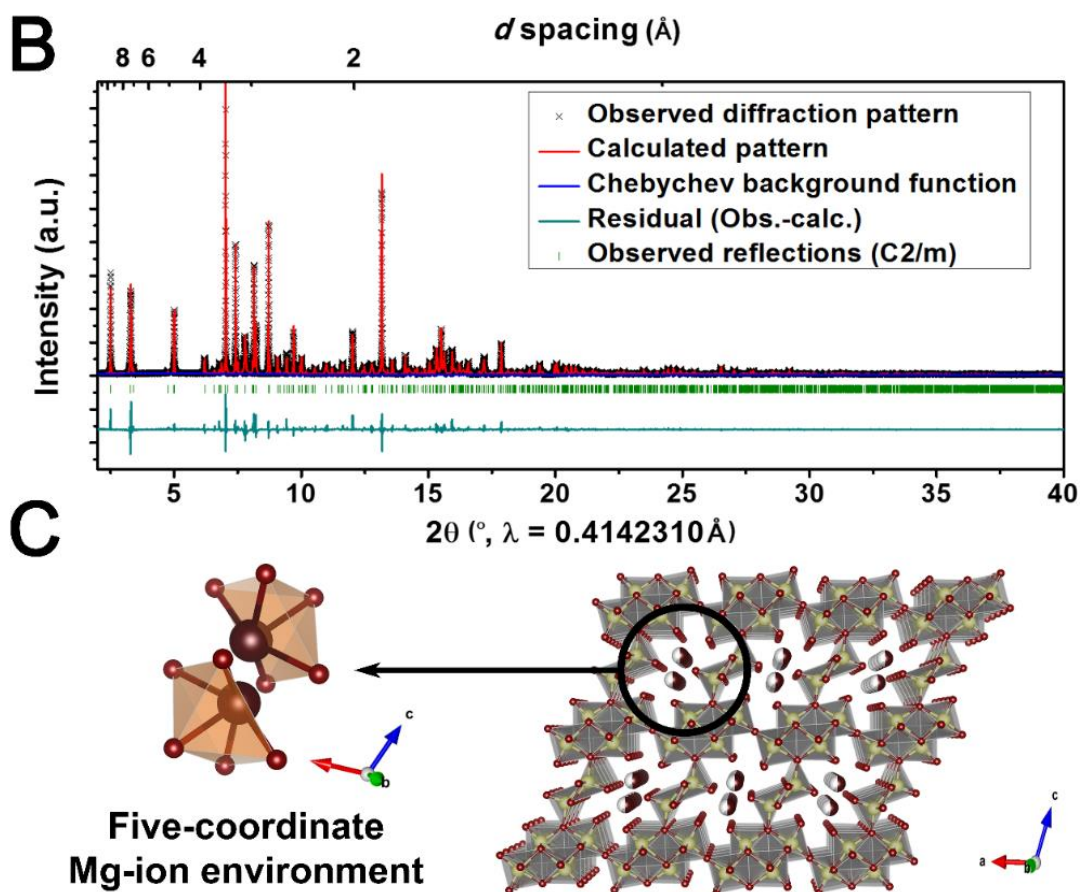 B
d spacing (Å)
8 6 4 2
Intensity (a.u.)
Observed diffraction pattern
Calculated pattern
Chebychev background function
Residual (Obs.-calc.)
Observed reflections (C2/m)
5 10 15 20 25 30 35 40
2θ (°, λ = 0.4142310Å)
C
c
b
Five-coordinate
Mg-ion environment
c
a
b